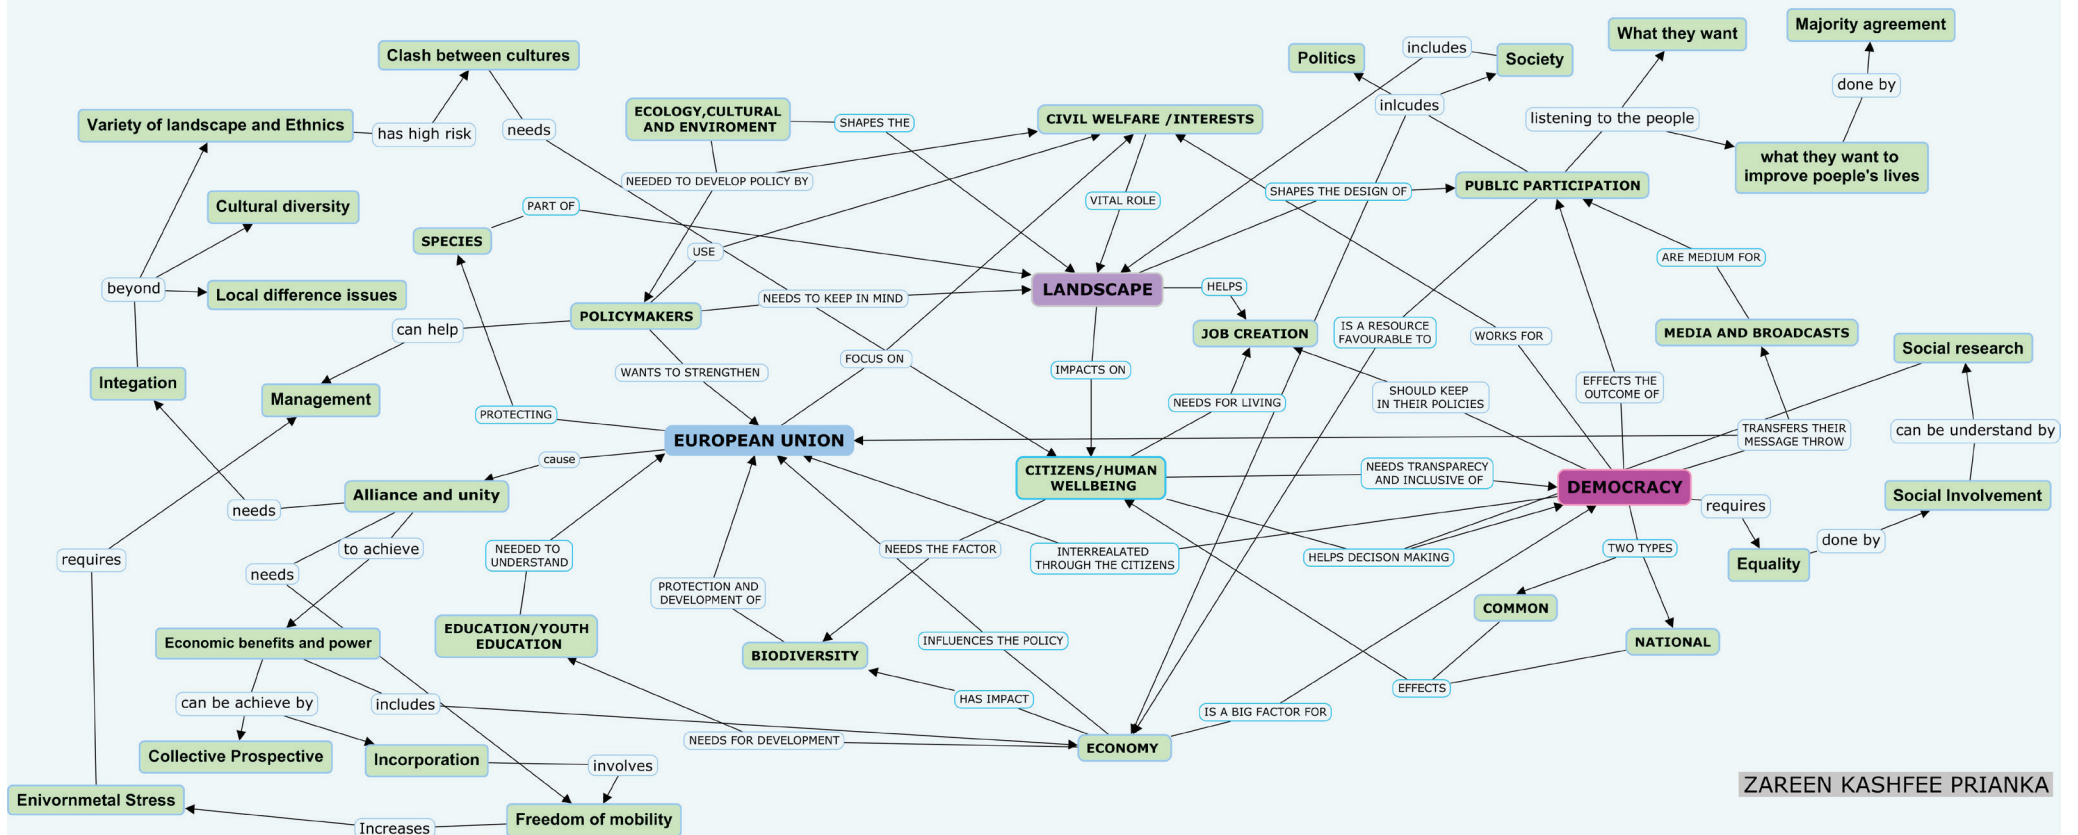 Clash between cultures
includes
Politics
Society
What they want
Majority agreement
done by
Variety of landscape and Ethnics
has high risk
needs
ECOLOGY,CULTURAL
AND ENVIROMENT
SHAPES THE
CIVIL WELFARE /INTERESTS
inlcudes
listening to the people
what they want to
improve poeple's lives
NEEDED TO DEVELOP POLICY BY
VITAL ROLE
SHAPES THE DESIGN OF
PUBLIC PARTICIPATION
Cultural diversity
PART OF
SPECIES
USE
ARE MEDIUM FOR
beyond
Local difference issues
NEEDS TO KEEP IN MIND
LANDSCAPE
HELPS
POLICYMAKERS
can help
JOB CREATION
IS A RESOURCE
FAVOURABLE TO
WORKS FOR
MEDIA AND BROADCASTS
Social research
FOCUS ON
WANTS TO STRENGTHEN
IMPACTS ON
Integation
Management
SHOULD KEEP
IN THEIR POLICIES
EFFECTS THE
OUTCOME OF
NEEDS FOR LIVING
PROTECTING
EUROPEAN UNION
TRANSFERS THEIR
MESSAGE THROW
can be understand by
cause
CITIZENS/HUMAN
WELLBEING
NEEDS TRANSPARECY
AND INCLUSIVE OF
DEMOCRACY
Alliance and unity
needs
requires
Social Involvement
to achieve
NEEDED TO
UNDERSTAND
NEEDS THE FACTOR
INTERREALATED
THROUGH THE CITIZENS
HELPS DECISON MAKING
TWO TYPES
done by
Equality
requires
needs
PROTECTION AND
DEVELOPMENT OF
COMMON
EDUCATION/YOUTH
EDUCATION
Economic benefits and power
BIODIVERSITY
INFLUENCES THE POLICY
NATIONAL
EFFECTS
can be achieve by
includes
HAS IMPACT
IS A BIG FACTOR FOR
NEEDS FOR DEVELOPMENT
ECONOMY
Collective Prospective
Incorporation
involves
ZAREEN KASHFEE PRIANKA
Enivornmetal Stress
Increases
Freedom of mobility